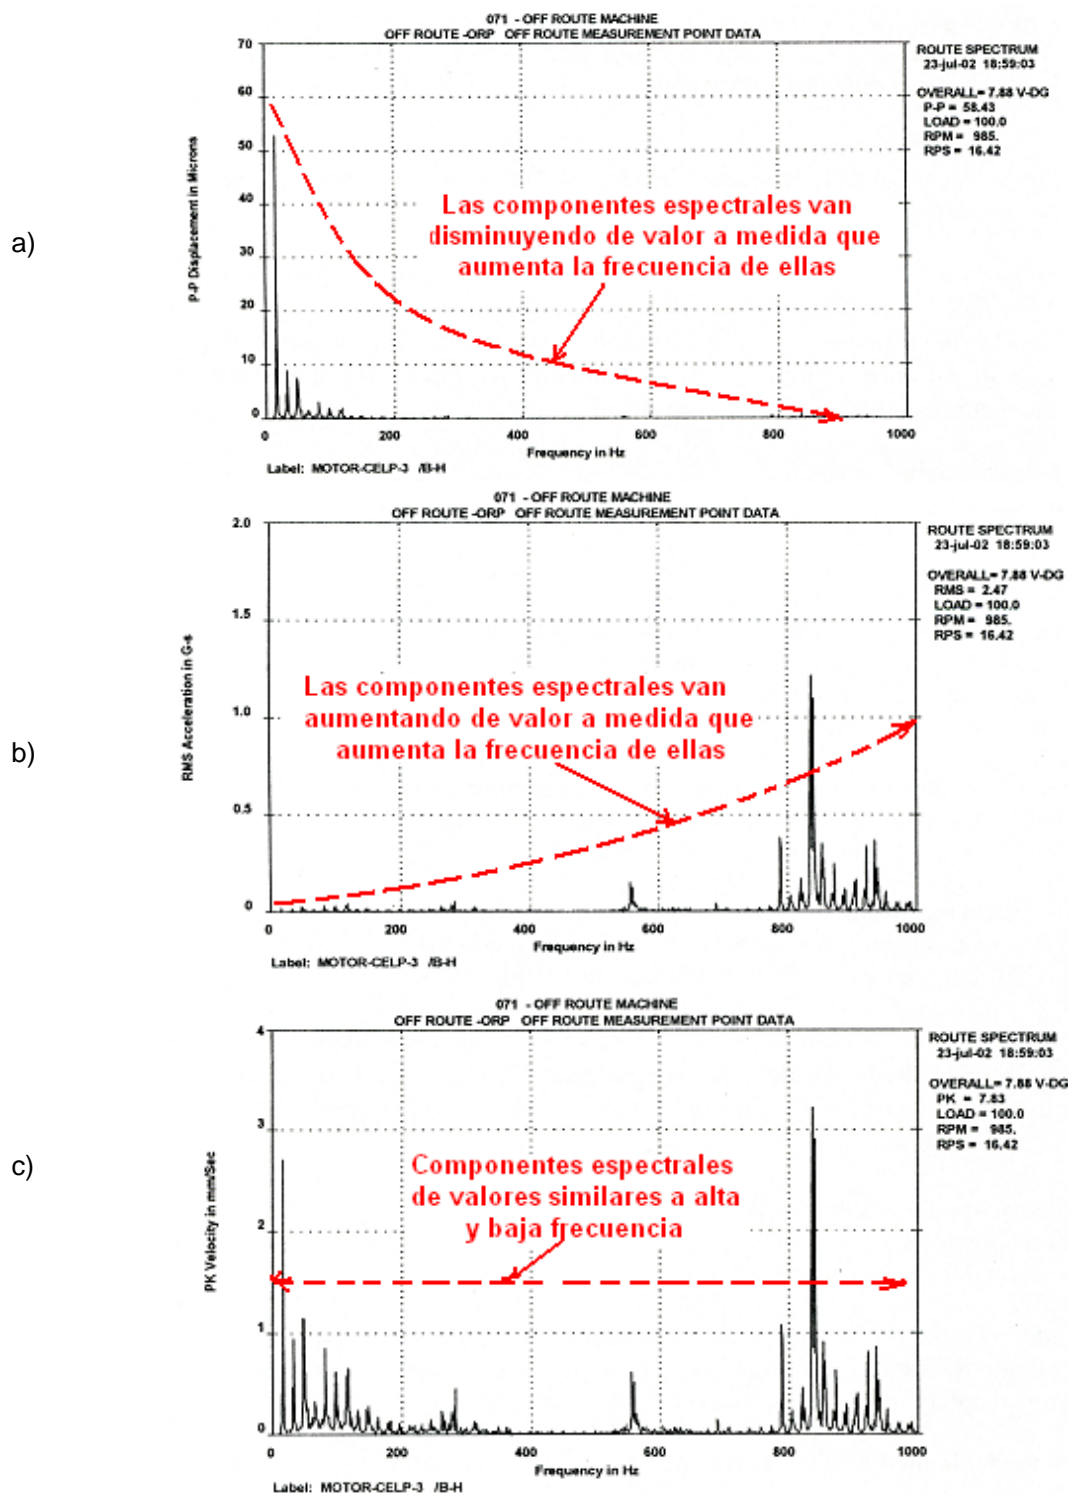 071 - OFF ROUTE MACHINE
OFF ROUTE -ORP OFF ROUTE MEASUREMENT POINT DATA
a)
P-P Displacement in Microns
70
60
50
40
30
20
10
0
0 200 400 600 800 1000
Frequency in Hz
Label: MOTOR-CELP-3 /B-H
Las componentes espectrales van
disminuyendo de valor a medida que
aumenta la frecuencia de ellas
ROUTE SPECTRUM
23-jul-02 18:59:03
OVERALL= 7.88 V-DG
P-P = 58.43
LOAD = 100.0
RPM = 985.
RPS = 16.42
071 - OFF ROUTE MACHINE
OFF ROUTE -ORP OFF ROUTE MEASUREMENT POINT DATA
b)
RMS Acceleration in G-s
2.0
1.5
1.0
0.5
0
0 200 400 600 800 1000
Frequency in Hz
Label: MOTOR-CELP-3 /B-H
Las componentes espectrales van
aumentando de valor a medida que
aumenta la frecuencia de ellas
ROUTE SPECTRUM
23-jul-02 18:59:03
OVERALL= 7.88 V-DG
RMS = 2.47
LOAD = 100.0
RPM = 985.
RPS = 16.42
071 - OFF ROUTE MACHINE
OFF ROUTE -ORP OFF ROUTE MEASUREMENT POINT DATA
c)
PK Velocity in mm/Sec
4
3
2
1
0
0 200 400 600 800 1000
Frequency in Hz
Label: MOTOR-CELP-3 /B-H
Componentes espectrales
de valores similares a alta
y baja frecuencia
ROUTE SPECTRUM
23-jul-02 18:59:03
OVERALL= 7.88 V-DG
PK = 7.83
LOAD = 100.0
RPM = 985.
RPS = 16.42